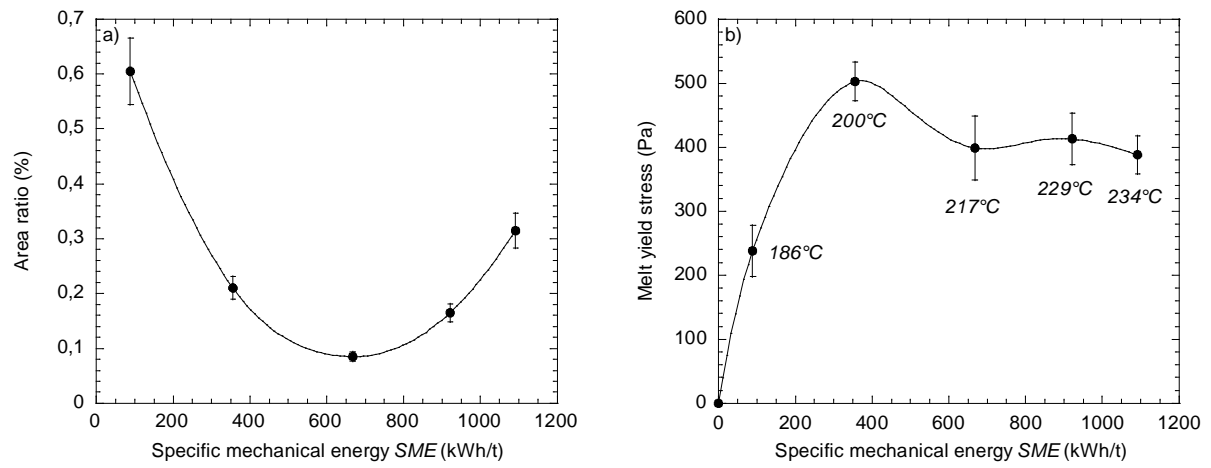 a)
0,7
0,6
0,5
0,4
0,3
0,2
0,1
0
Area ratio (%)
0 200 400 600 800 1000 1200
Specific mechanical energy SME (kWh/t)
b)
600
500
400
300
200
100
0
Melt yield stress (Pa)
186°C
200°C
217°C
229°C
234°C
0 200 400 600 800 1000 1200
Specific mechanical energy SME (kWh/t)